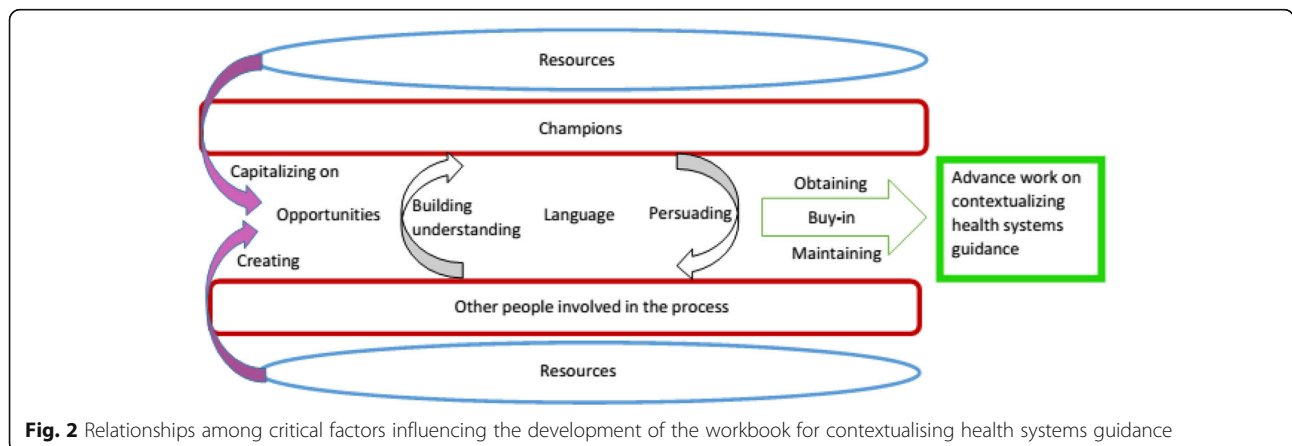 Resources
Champions
Capitalizing on
Opportunities
Creating
Building
understanding
Language
Persuading
Obtaining
Buy-in
Maintaining
Advance work on
contextualizing
health systems
guidance
Other people involved in the process
Resources
Fig. 2 Relationships among critical factors influencing the development of the workbook for contextualising health systems guidance